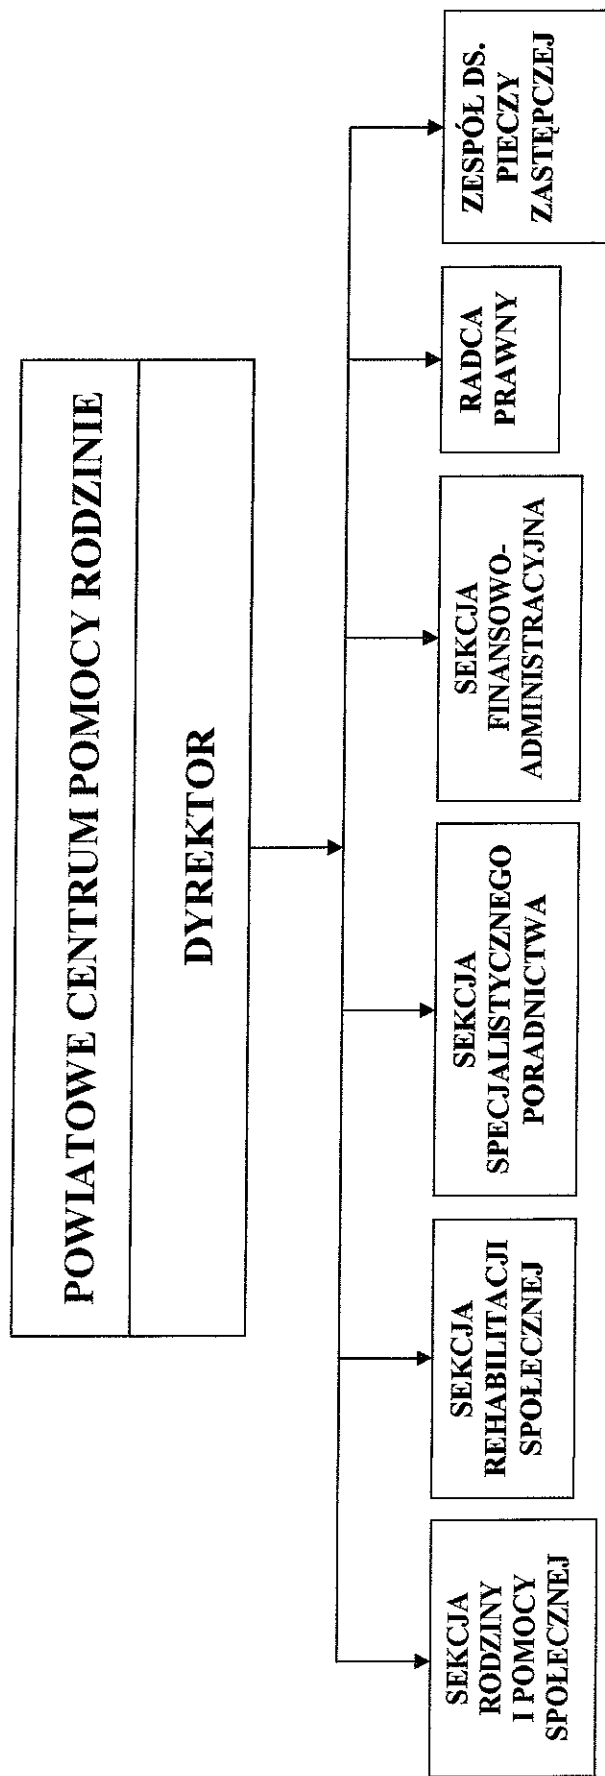 POWIATOWE CENTRUM POMOCY RODZINIE
DYREKTOR
SEKCJA
RODZINY
I POMOCY
SPOŁECZNEJ
SEKCJA
REHABILITACJI
SPOŁECZNEJ
SEKCJA
SPECJALISTYCZNEGO
PORADNICTWA
SEKCJA
FINANSOWO-
ADMINISTRACYJNA
RADCA
PRAWNY
ZESPÓŁ DS.
PIECZY
ZASTĘPCZEJ